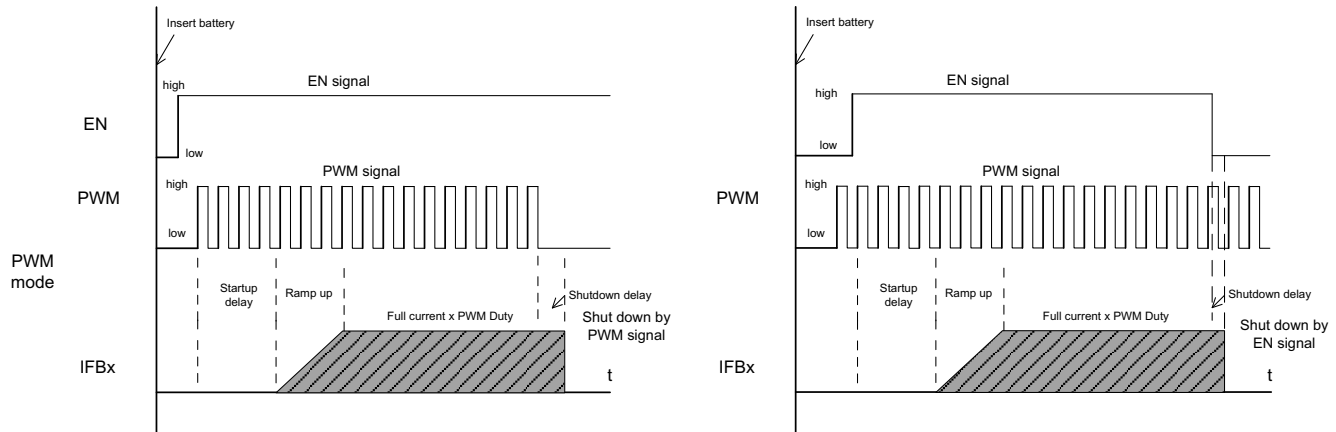 Insert battery
EN signal
high
EN
low
PWM signal
high
PWM
low
PWM
mode
Startup
delay
Ramp up
Shutdown delay
Full current x PWM Duty
Shut down by
PWM signal
IFBx
t
Insert battery
EN signal
high
EN
low
PWM signal
high
PWM
low
Startup
delay
Ramp up
Shutdown delay
Full current x PWM Duty
Shut down by
EN signal
IFBx
t